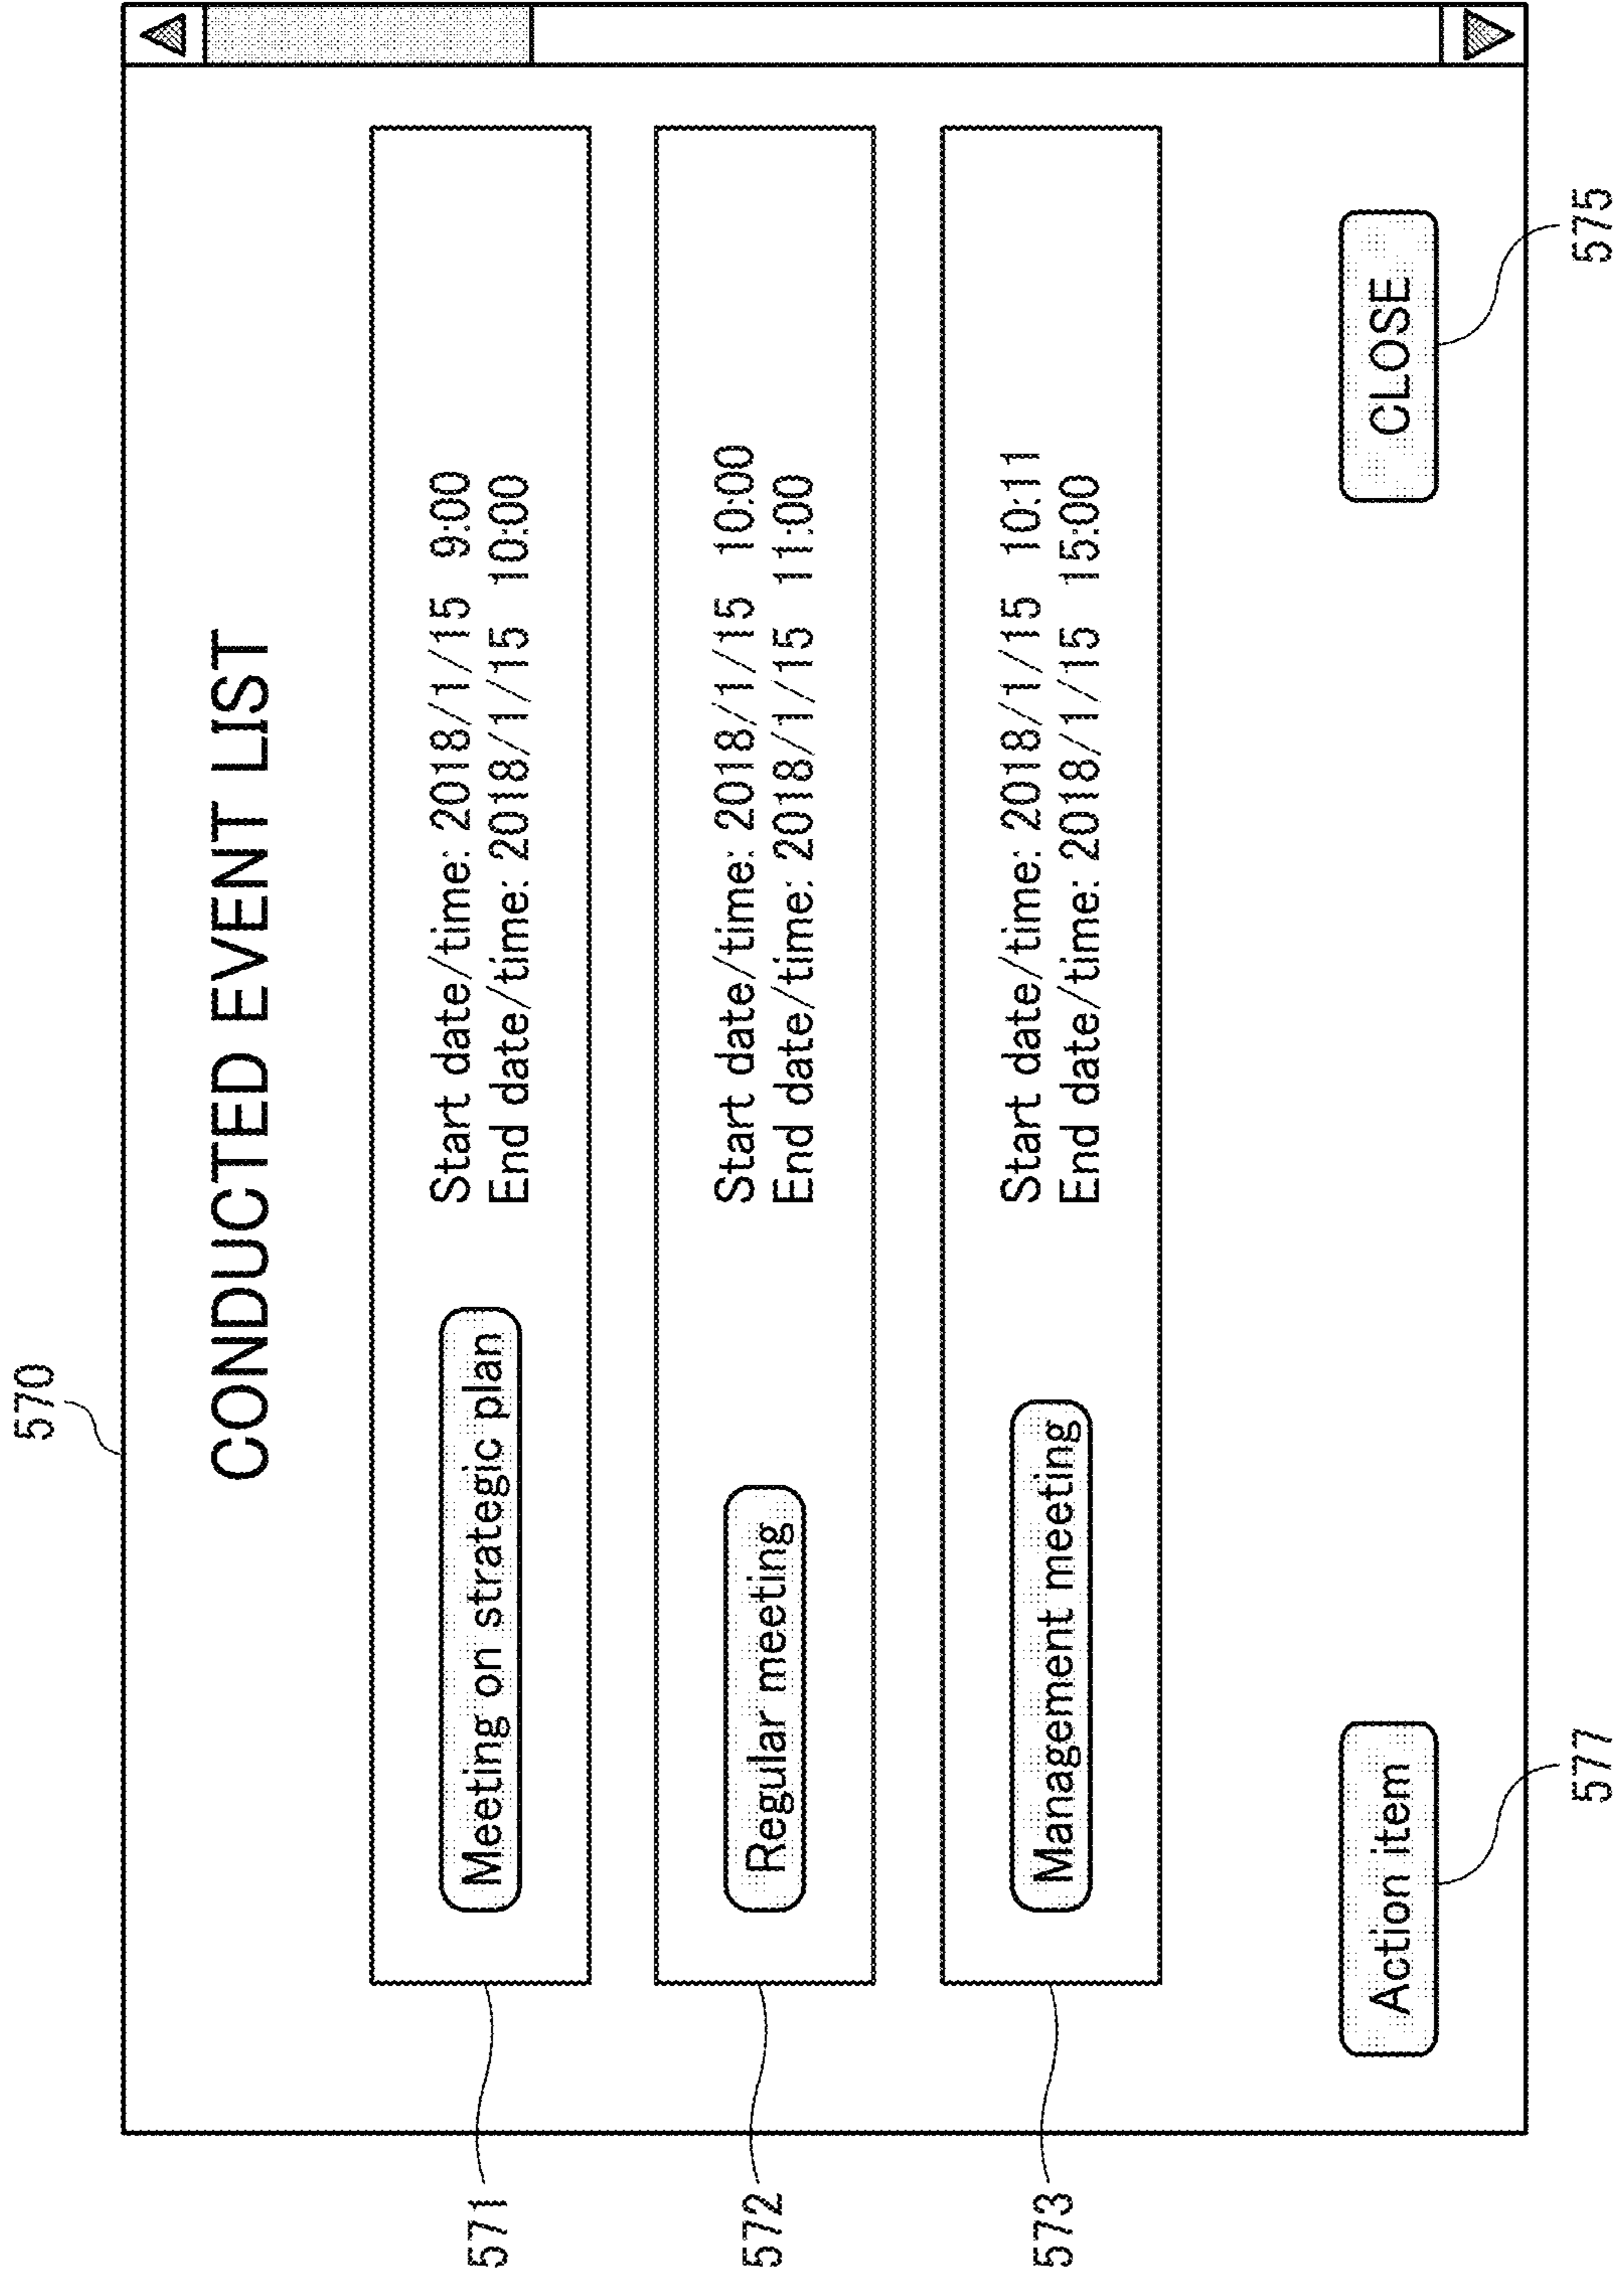 570
CONDUCTED EVENT LIST
571
Meeting on strategic plan
Start date/time: 2018/1/15 9:00
End date/time: 2018/1/15 10:00
572
Regular meeting
Start date/time: 2018/1/15 10:00
End date/time: 2018/1/15 11:00
573
Management meeting
Start date/time: 2018/1/15 10:11
End date/time: 2018/1/15 15:00
Action item
CLOSE
577
575